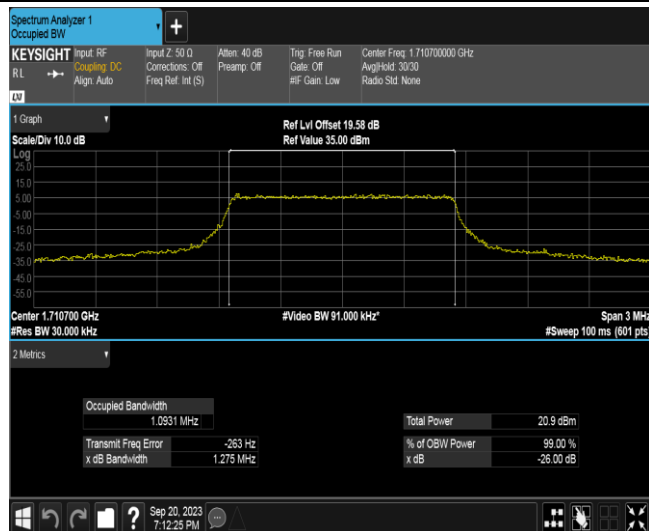 Spectrum Analyzer 1
Occupied BW
+
KEYSIGHT Input: RF Input Z: 50 Ω Atten: 40 dB Trig: Free Run Center Freq: 1.710700000 GHz
RL Coupling: DC Corrections: Off Preamp: Off Gate: Off Avg|Hold: 30/30
Align: Auto Freq Ref: Int (S) #IF Gain: Low Radio Std: None
LXI
1 Graph
Ref Lvl Offset 19.58 dB
Scale/Div 10.0 dB Ref Value 35.00 dBm
Log
25.0
15.0
5.00
-5.00
-15.0
-25.0
-35.0
-45.0
-55.0
Center 1.710700 GHz #Video BW 91.000 kHz* Span 3 MHz
#Res BW 30.000 kHz #Sweep 100 ms (601 pts)
2 Metrics
Occupied Bandwidth
1.0931 MHz Total Power 20.9 dBm
Transmit Freq Error -263 Hz % of OBW Power 99.00 %
x dB Bandwidth 1.275 MHz x dB -26.00 dB
? Sep 20, 2023
7:12:25 PM